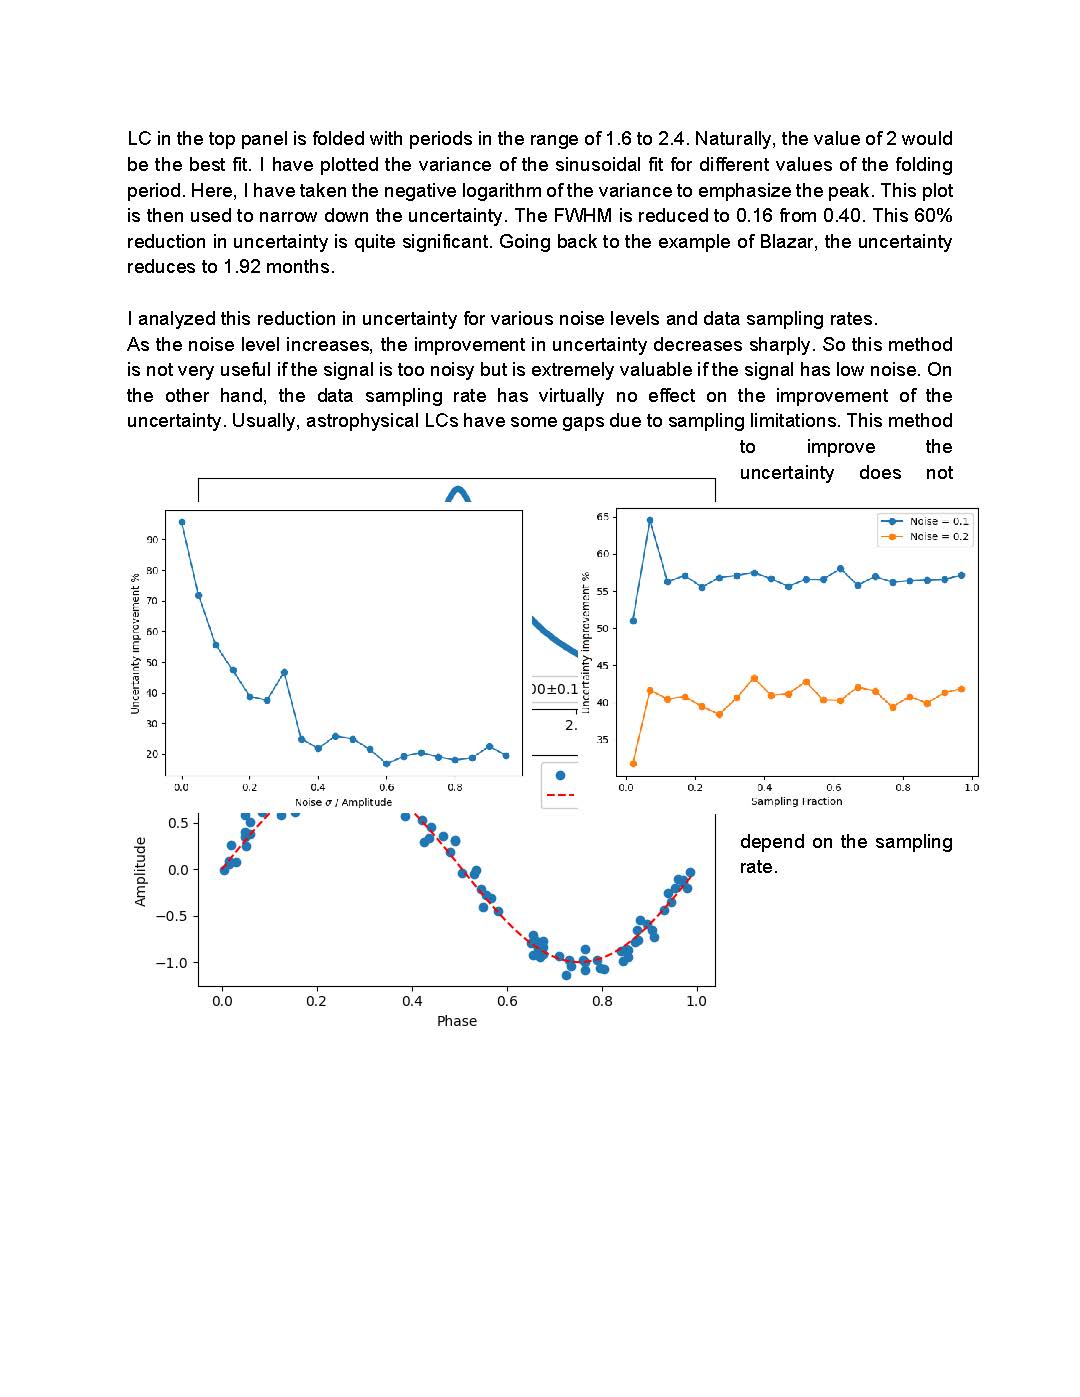 LC in the top panel is folded with periods in the range of 1.6 to 2.4. Naturally, the value of 2 would
be the best fit. I have plotted the variance of the sinusoidal fit for different values of the folding
period. Here, I have taken the negative logarithm of the variance to emphasize the peak. This plot
is then used to narrow down the uncertainty. The FWHM is reduced to 0.16 from 0.40. This 60%
reduction in uncertainty is quite significant. Going back to the example of Blazar, the uncertainty
reduces to 1.92 months.
I analyzed this reduction in uncertainty for various noise levels and data sampling rates.
As the noise level increases, the improvement in uncertainty decreases sharply. So this method
is not very useful if the signal is too noisy but is extremely valuable if the signal has low noise. On
the other hand, the data sampling rate has virtually no effect on the improvement of the
uncertainty. Usually, astrophysical LCs have some gaps due to sampling limitations. This method
to improve the
uncertainty does not
Uncertainty improvement %
90
80
70
60
50
40
30
20
0.0 0.2 0.4 0.6 0.8
Noise σ / Amplitude
00±0.1
2.
Uncertainty improvement %
65
60
55
50
45
40
35
Noise = 0.1
Noise = 0.2
0.0 0.2 0.4 0.6 0.8 1.0
Sampling Fraction
depend on the sampling
rate.
Amplitude
0.5
0.0
−0.5
−1.0
0.0 0.2 0.4 0.6 0.8 1.0
Phase